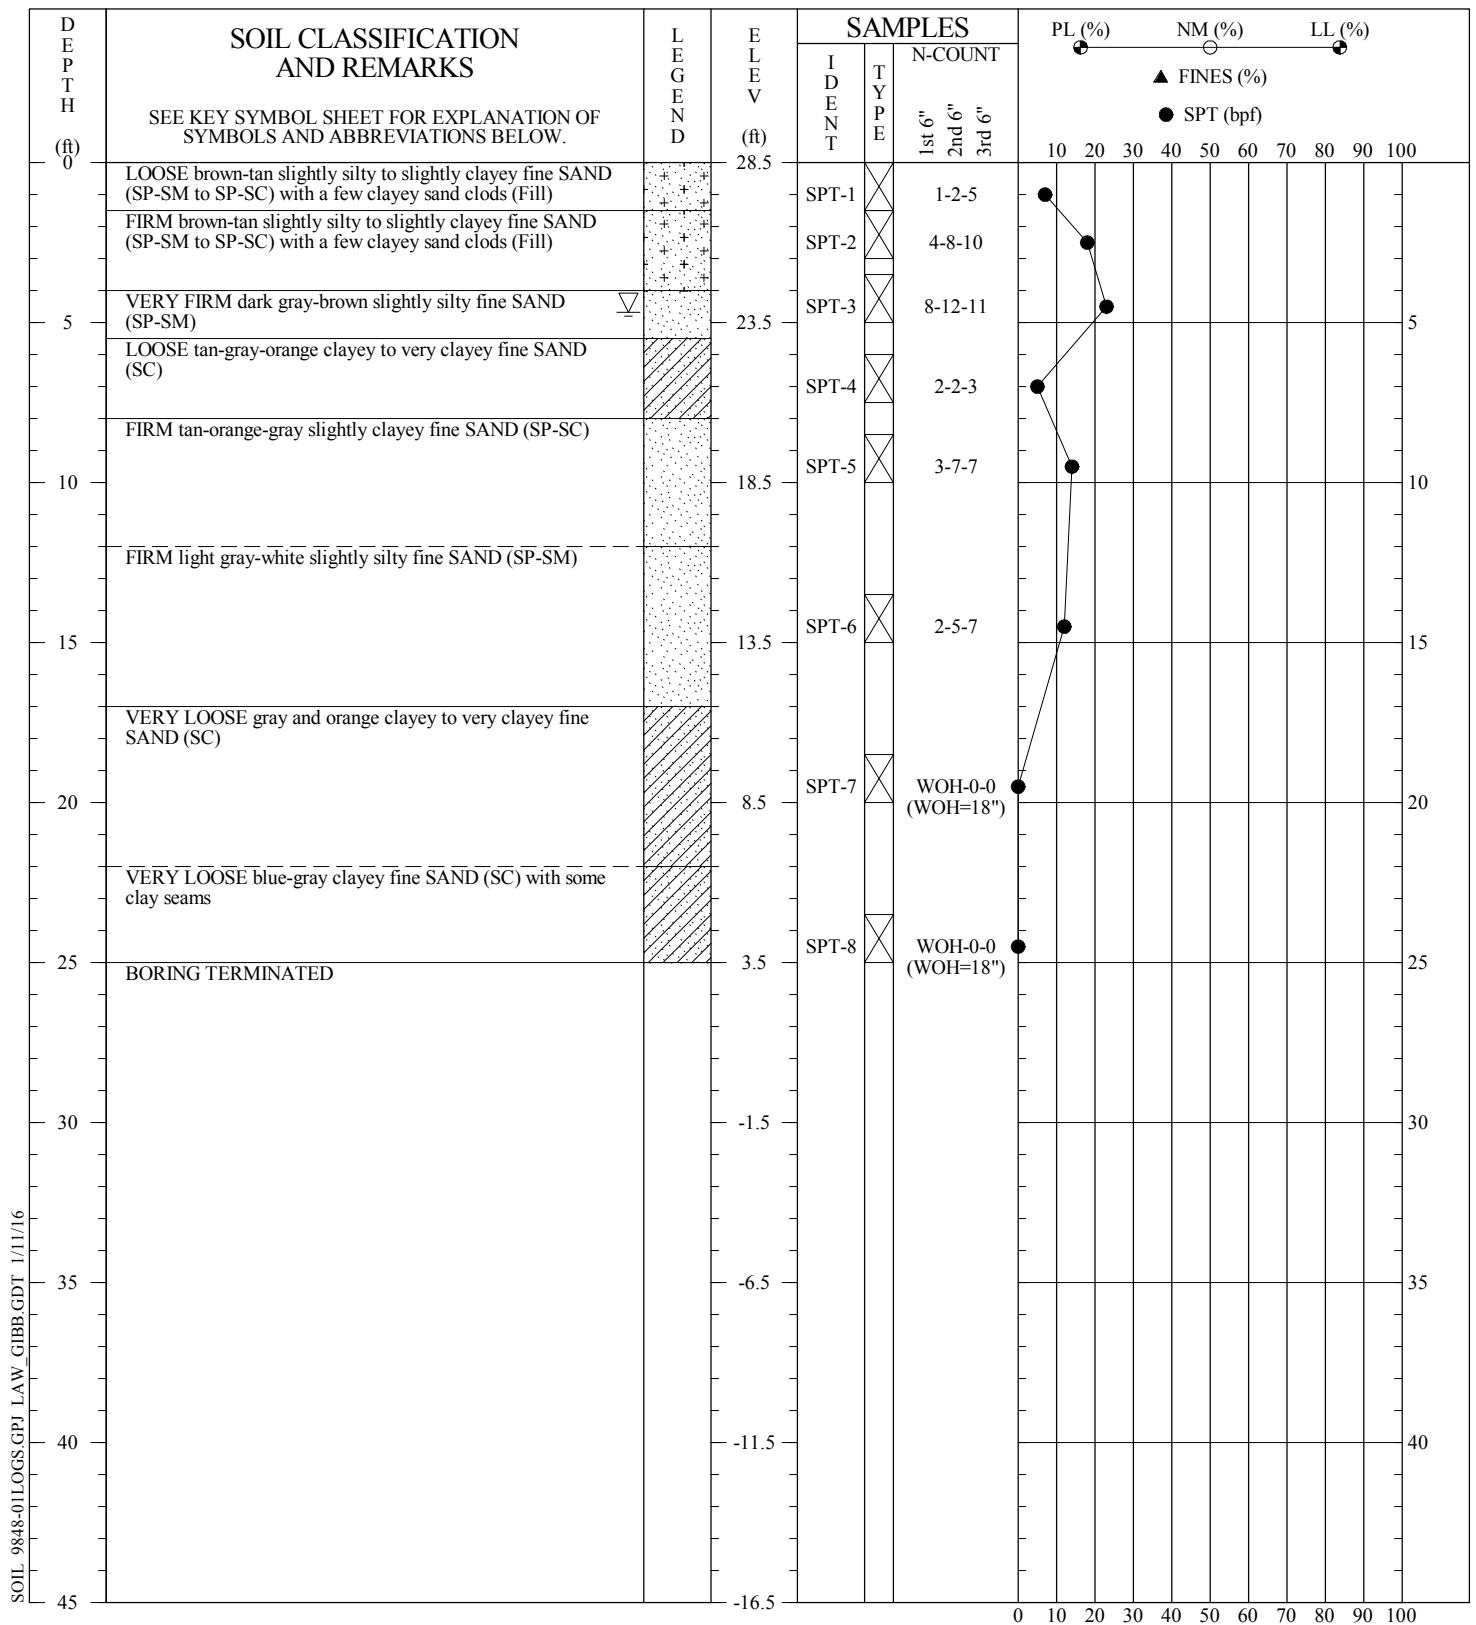 DEPTH
(ft)
SOIL CLASSIFICATION
AND REMARKS
SEE KEY SYMBOL SHEET FOR EXPLANATION OF
SYMBOLS AND ABBREVIATIONS BELOW.
LEGEND
ELEV
(ft)
SAMPLES
IDENT
TYPE
N-COUNT
1st 6"
2nd 6"
3rd 6"
PL (%) NM (%) LL (%)
FINES (%)
SPT (bpf)
10 20 30 40 50 60 70 80 90 100
0 28.5
LOOSE brown-tan slightly silty to slightly clayey fine SAND
(SP-SM to SP-SC) with a few clayey sand clods (Fill)
SPT-1 1-2-5
FIRM brown-tan slightly silty to slightly clayey fine SAND
(SP-SM to SP-SC) with a few clayey sand clods (Fill)
SPT-2 4-8-10
VERY FIRM dark gray-brown slightly silty fine SAND
(SP-SM)
SPT-3 8-12-11
5 23.5 5
LOOSE tan-gray-orange clayey to very clayey fine SAND
(SC)
SPT-4 2-2-3
FIRM tan-orange-gray slightly clayey fine SAND (SP-SC)
SPT-5 3-7-7
10 18.5 10
FIRM light gray-white slightly silty fine SAND (SP-SM)
SPT-6 2-5-7
15 13.5 15
VERY LOOSE gray and orange clayey to very clayey fine
SAND (SC)
SPT-7 WOH-0-0
(WOH=18")
20 8.5 20
VERY LOOSE blue-gray clayey fine SAND (SC) with some
clay seams
SPT-8 WOH-0-0
(WOH=18")
25 3.5 25
BORING TERMINATED
30 -1.5 30
35 -6.5 35
40 -11.5 40
45 -16.5
0 10 20 30 40 50 60 70 80 90 100
SOIL 9848-01LOGS.GPJ LAW_GIBB.GDT 1/11/16